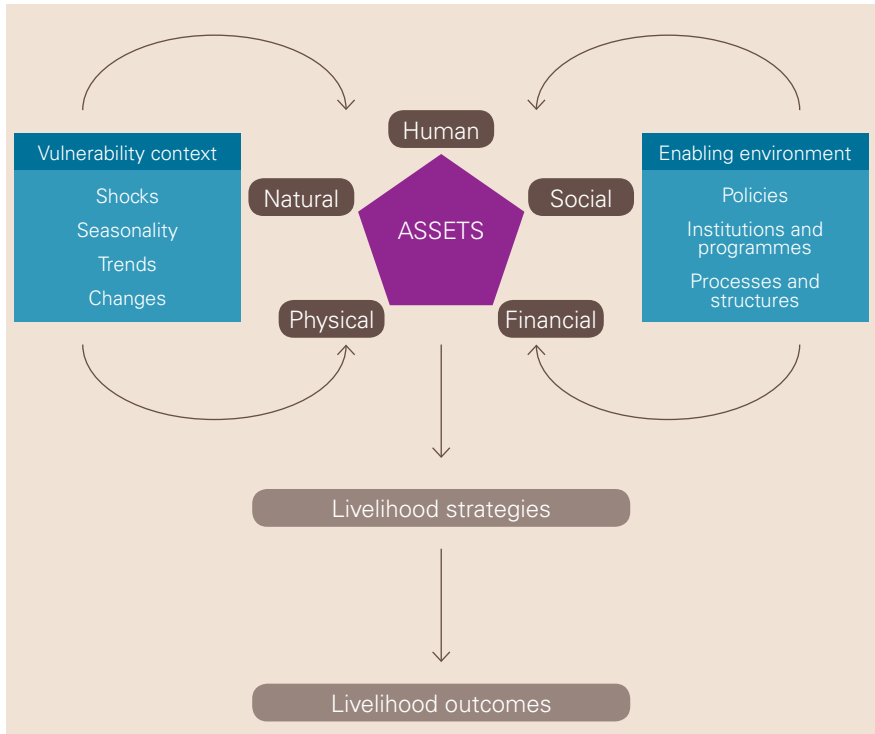 Human
Vulnerability context
Shocks
Seasonality
Trends
Changes
Natural
ASSETS
Social
Physical
Financial
Enabling environment
Policies
Institutions and
programmes
Processes and
structures
Livelihood strategies
Livelihood outcomes